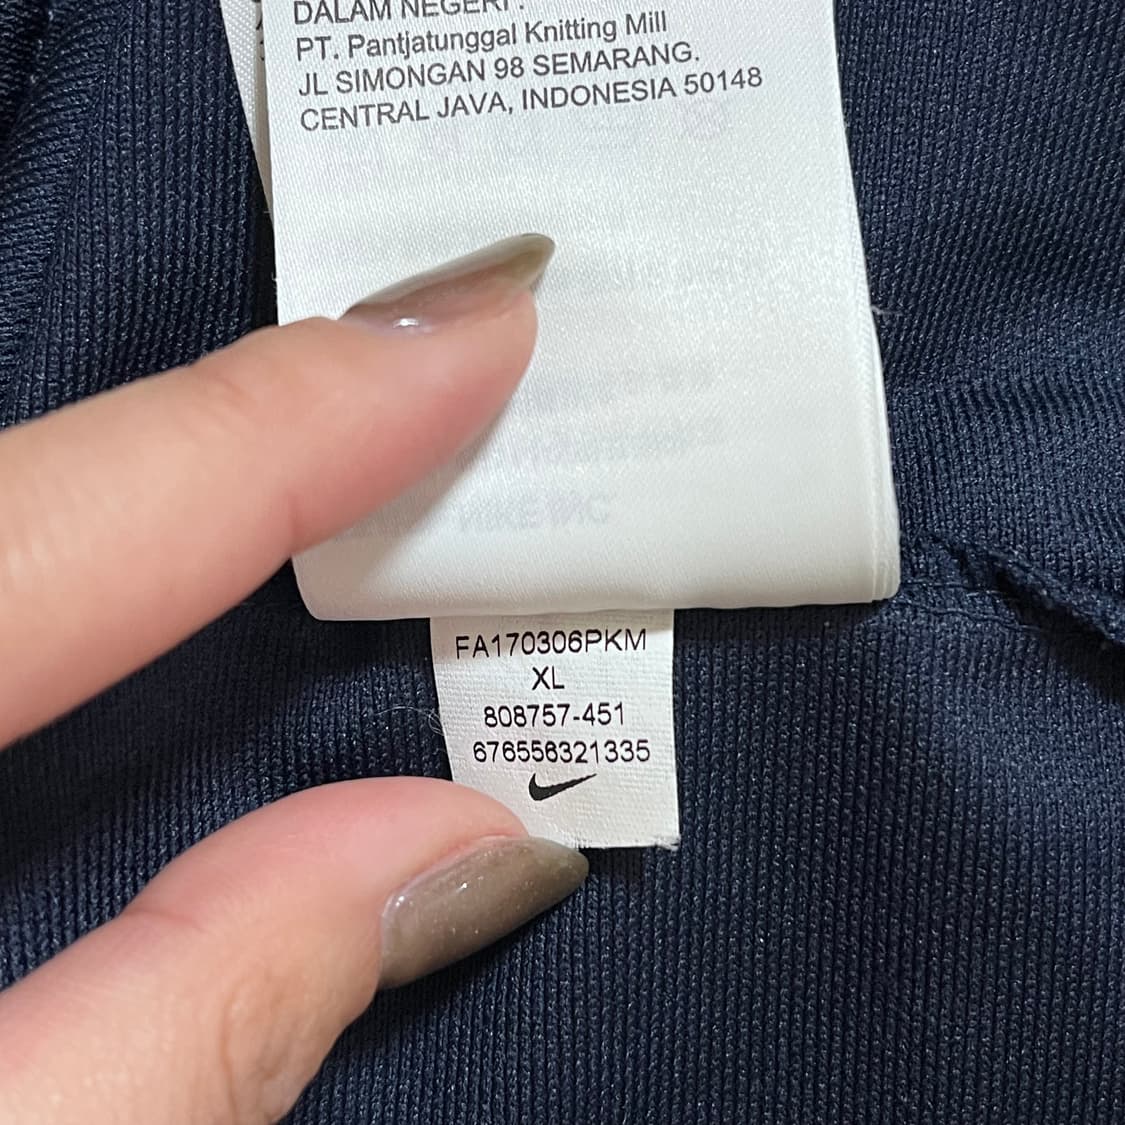 DALAM NEGERI :
PT. Pantjatunggal Knitting Mill
JL SIMONGAN 98 SEMARANG.
CENTRAL JAVA, INDONESIA 50148
FA170306PKM
XL
808757-451
676556321335